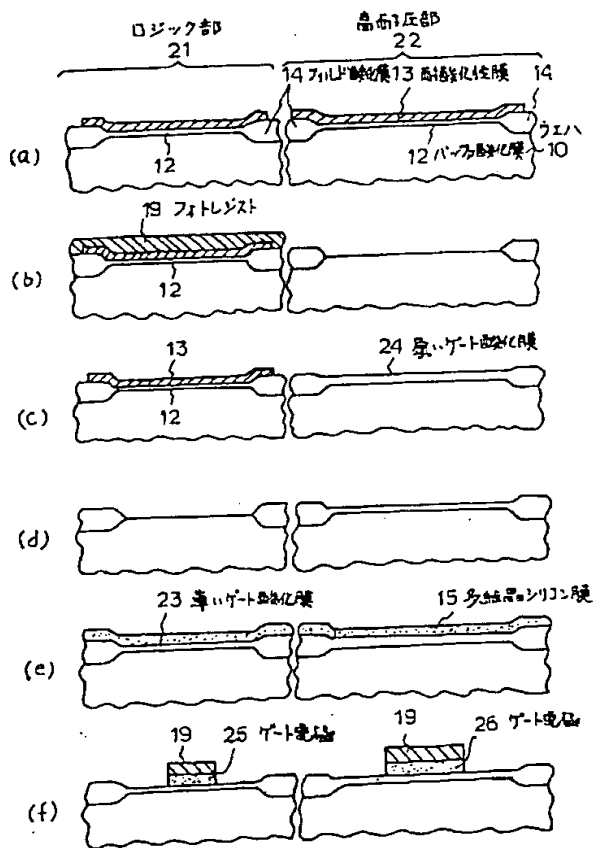 ロジック部
21
高耐圧部
22
14 フィルド酸化膜 13 耐酸化性膜 14
(a) 12 12 バッファ酸化膜 ウエハ 10
19 フォトレジスト
(b) 12
13 24 厚いゲート酸化膜
(c) 12
(d)
23 薄いゲート酸化膜 15 多結晶シリコン膜
(e)
19 25 ゲート電極 19 26 ゲート電極
(f)